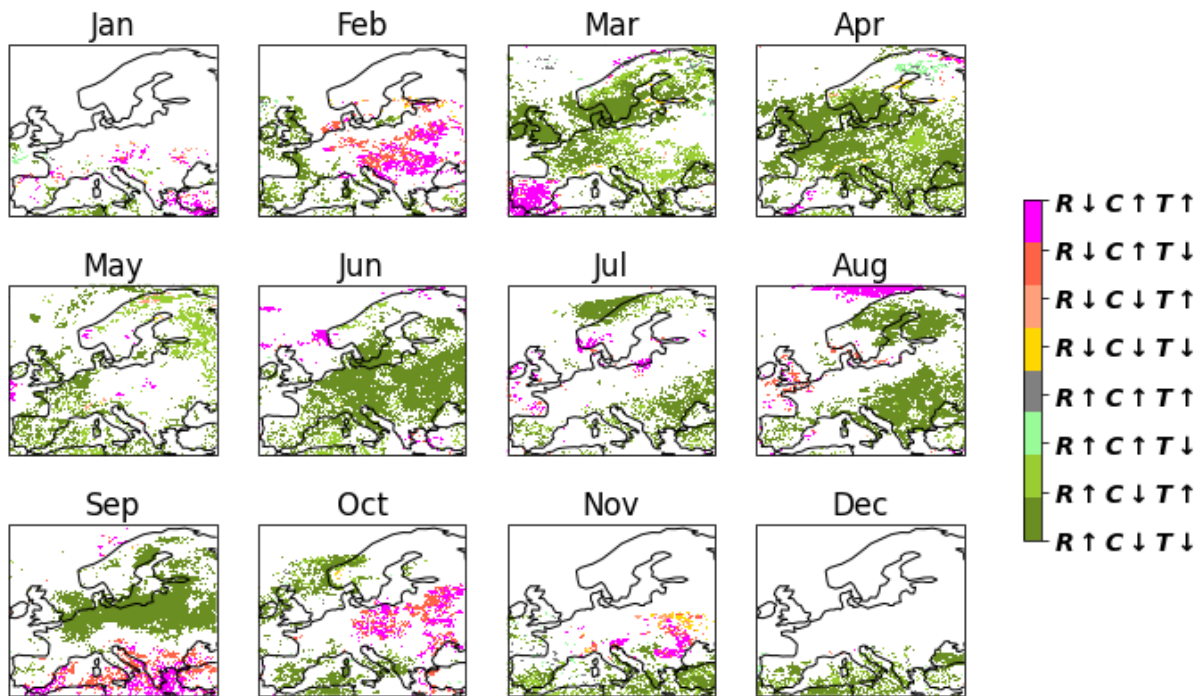 Jan Feb Mar Apr
R ↓ C ↑ T ↑
R ↓ C ↑ T ↓
May Jun Jul Aug
R ↓ C ↓ T ↑
R ↓ C ↓ T ↓
R ↑ C ↑ T ↑
R ↑ C ↑ T ↓
R ↑ C ↓ T ↑
Sep Oct Nov Dec
R ↑ C ↓ T ↓